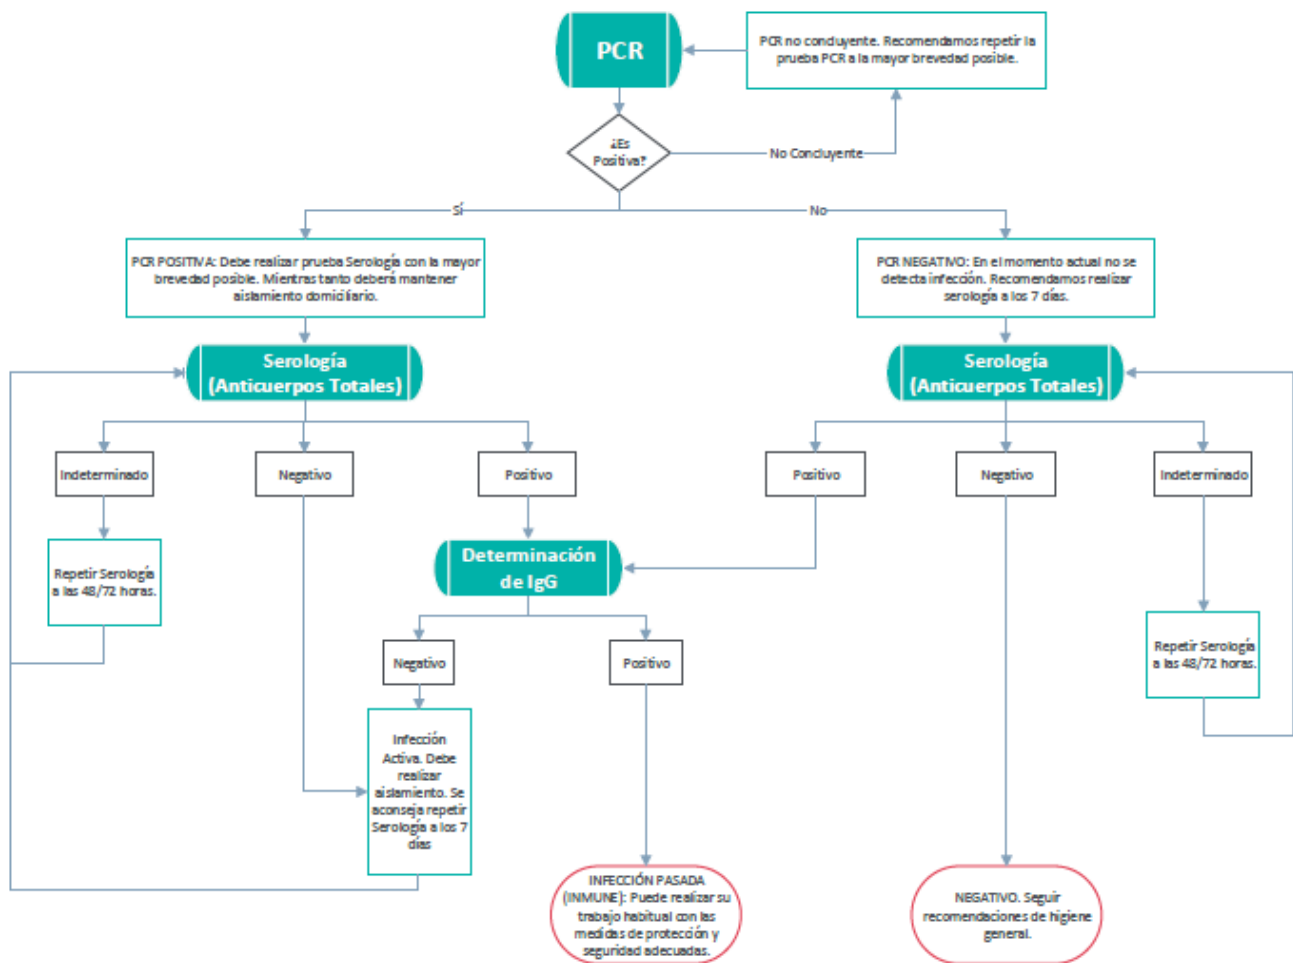 PCR
PCR no concluyente. Recomendamos repetir la
prueba PCR a la mayor brevedad posible.
¿Es
Positiva?
No Concluyente
Sí
No
PCR POSITIVA: Debe realizar prueba Serología con la mayor
brevedad posible. Mientras tanto deberá mantener
aislamiento domiciliario.
PCR NEGATIVO: En el momento actual no se
detecta infección. Recomendamos realizar
serología a los 7 días.
Serología
(Anticuerpos Totales)
Serología
(Anticuerpos Totales)
Indeterminado
Negativo
Positivo
Positivo
Negativo
Indeterminado
Repetir Serología
a las 48/72 horas.
Determinación
de IgG
Negativo
Positivo
Repetir Serología
a las 48/72 horas.
Infección
Activa. Debe
realizar
aislamiento. Se
aconseja repetir
Serología a los 7
días
INFECCIÓN PASADA
(INMUNE): Puede realizar su
trabajo habitual con las
medidas de protección y
seguridad adecuadas.
NEGATIVO. Seguir
recomendaciones de higiene
general.